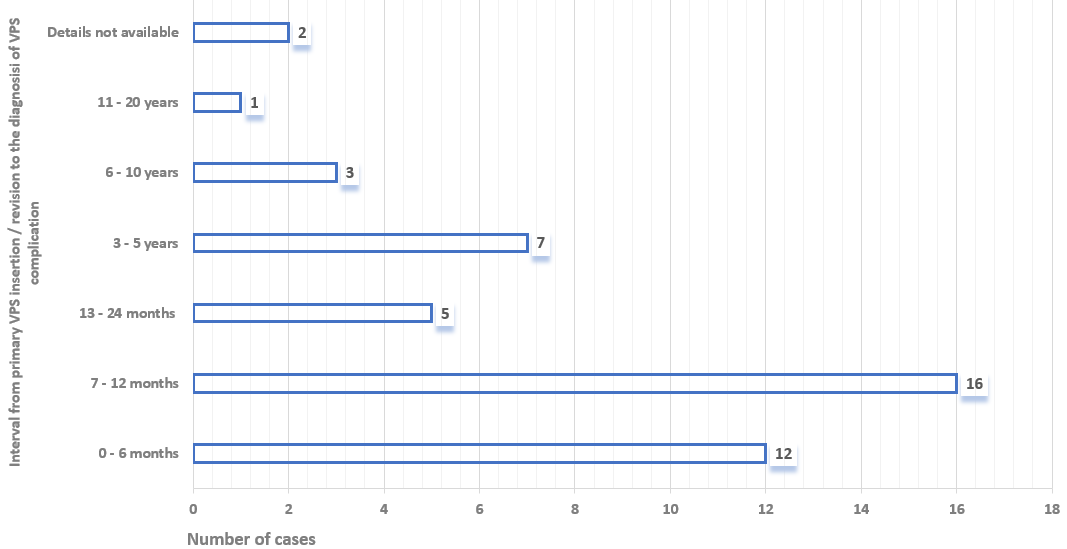 Interval from primary VPS insertion / revision to the diagnosisi of VPS
complication
Details not available
2
11 - 20 years
1
6 - 10 years
3
3 - 5 years
7
13 - 24 months
5
7 - 12 months
16
0 - 6 months
12
0 2 4 6 8 10 12 14 16 18
Number of cases